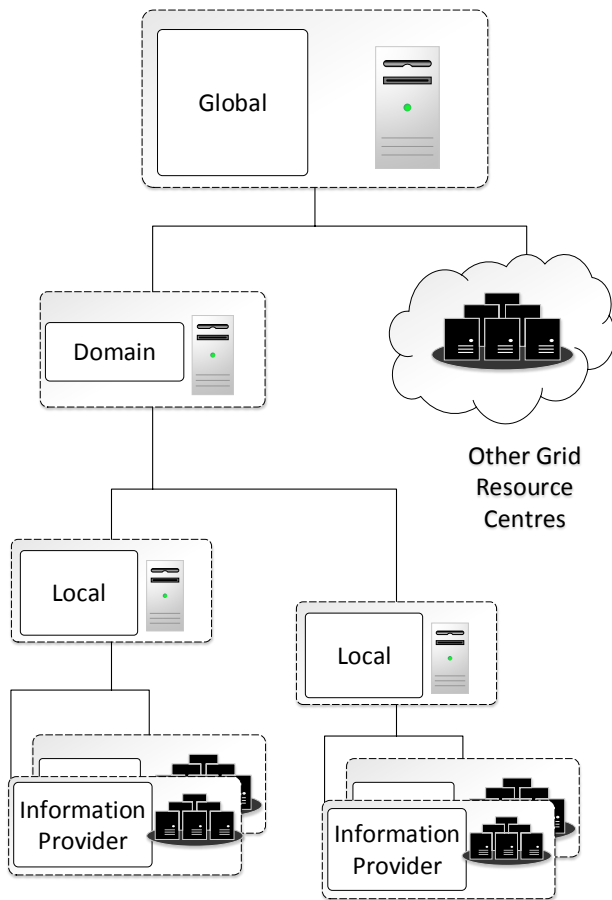 Global
Domain
Other Grid
Resource
Centres
Local
Local
Information
Provider
Information
Provider